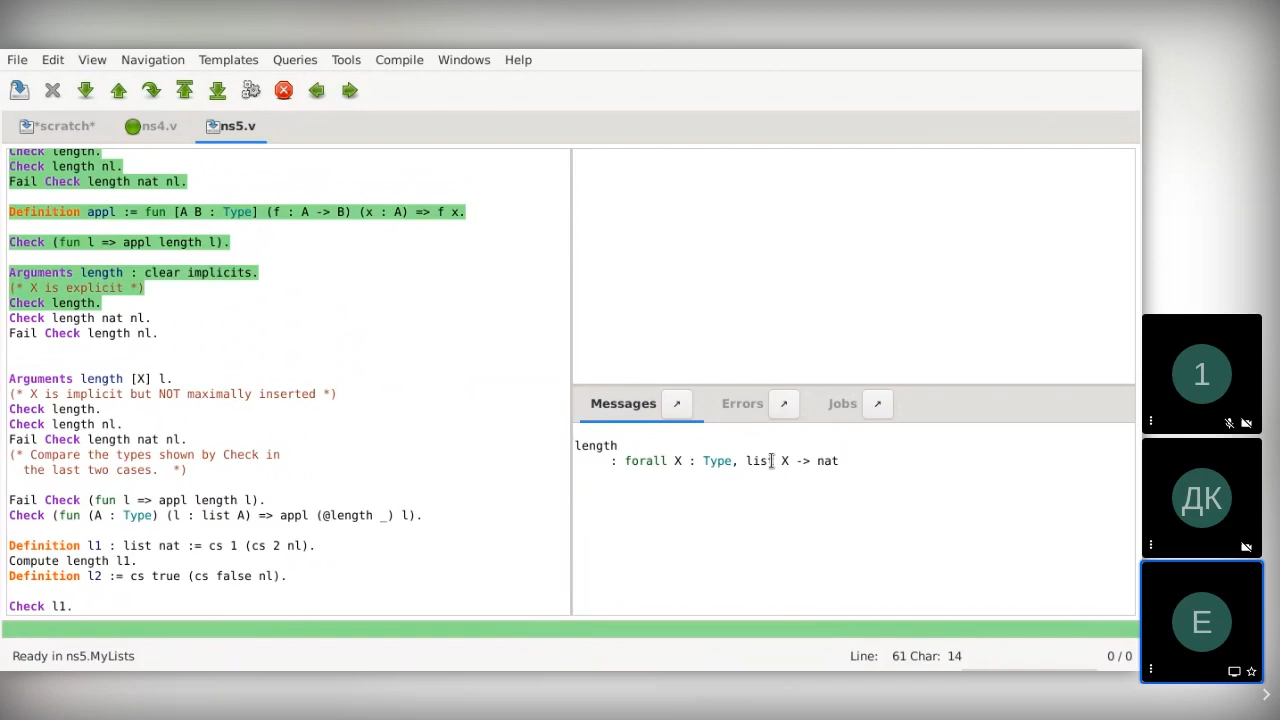 File Edit View Navigation Templates Queries Tools Compile Windows Help
*scratch* ns4.v ns5.v
Check length.
Check length nl.
Fail Check length nat nl.
Definition appl := fun [A B : Type] (f : A -> B) (x : A) => f x.
Check (fun l => appl length l).
Arguments length : clear implicits.
(* X is explicit *)
Check length.
Check length nat nl.
Fail Check length nl.
Arguments length [X] l.
(* X is implicit but NOT maximally inserted *)
Check length.
Check length nl.
Fail Check length nat nl.
(* Compare the types shown by Check in
the last two cases. *)
Fail Check (fun l => appl length l).
Check (fun (A : Type) (l : list A) => appl (@length _) l).
Definition l1 : list nat := cs 1 (cs 2 nl).
Compute length l1.
Definition l2 := cs true (cs false nl).
Check l1.
Messages Errors Jobs
length
: forall X : Type, list X -> nat
Ready in ns5.MyLists Line: 61 Char: 14 0 / 0
1
ДК
E